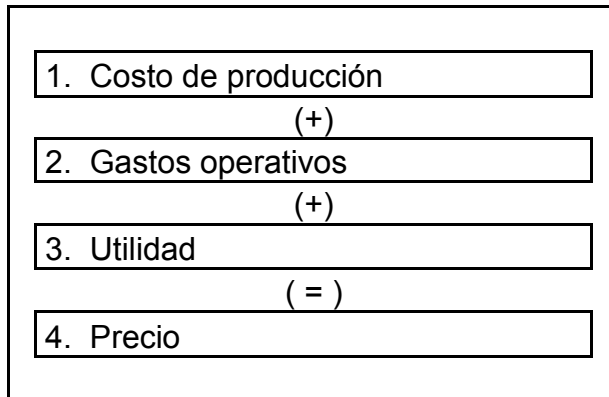 1. Costo de producción
(+)
2. Gastos operativos
(+)
3. Utilidad
( = )
4. Precio